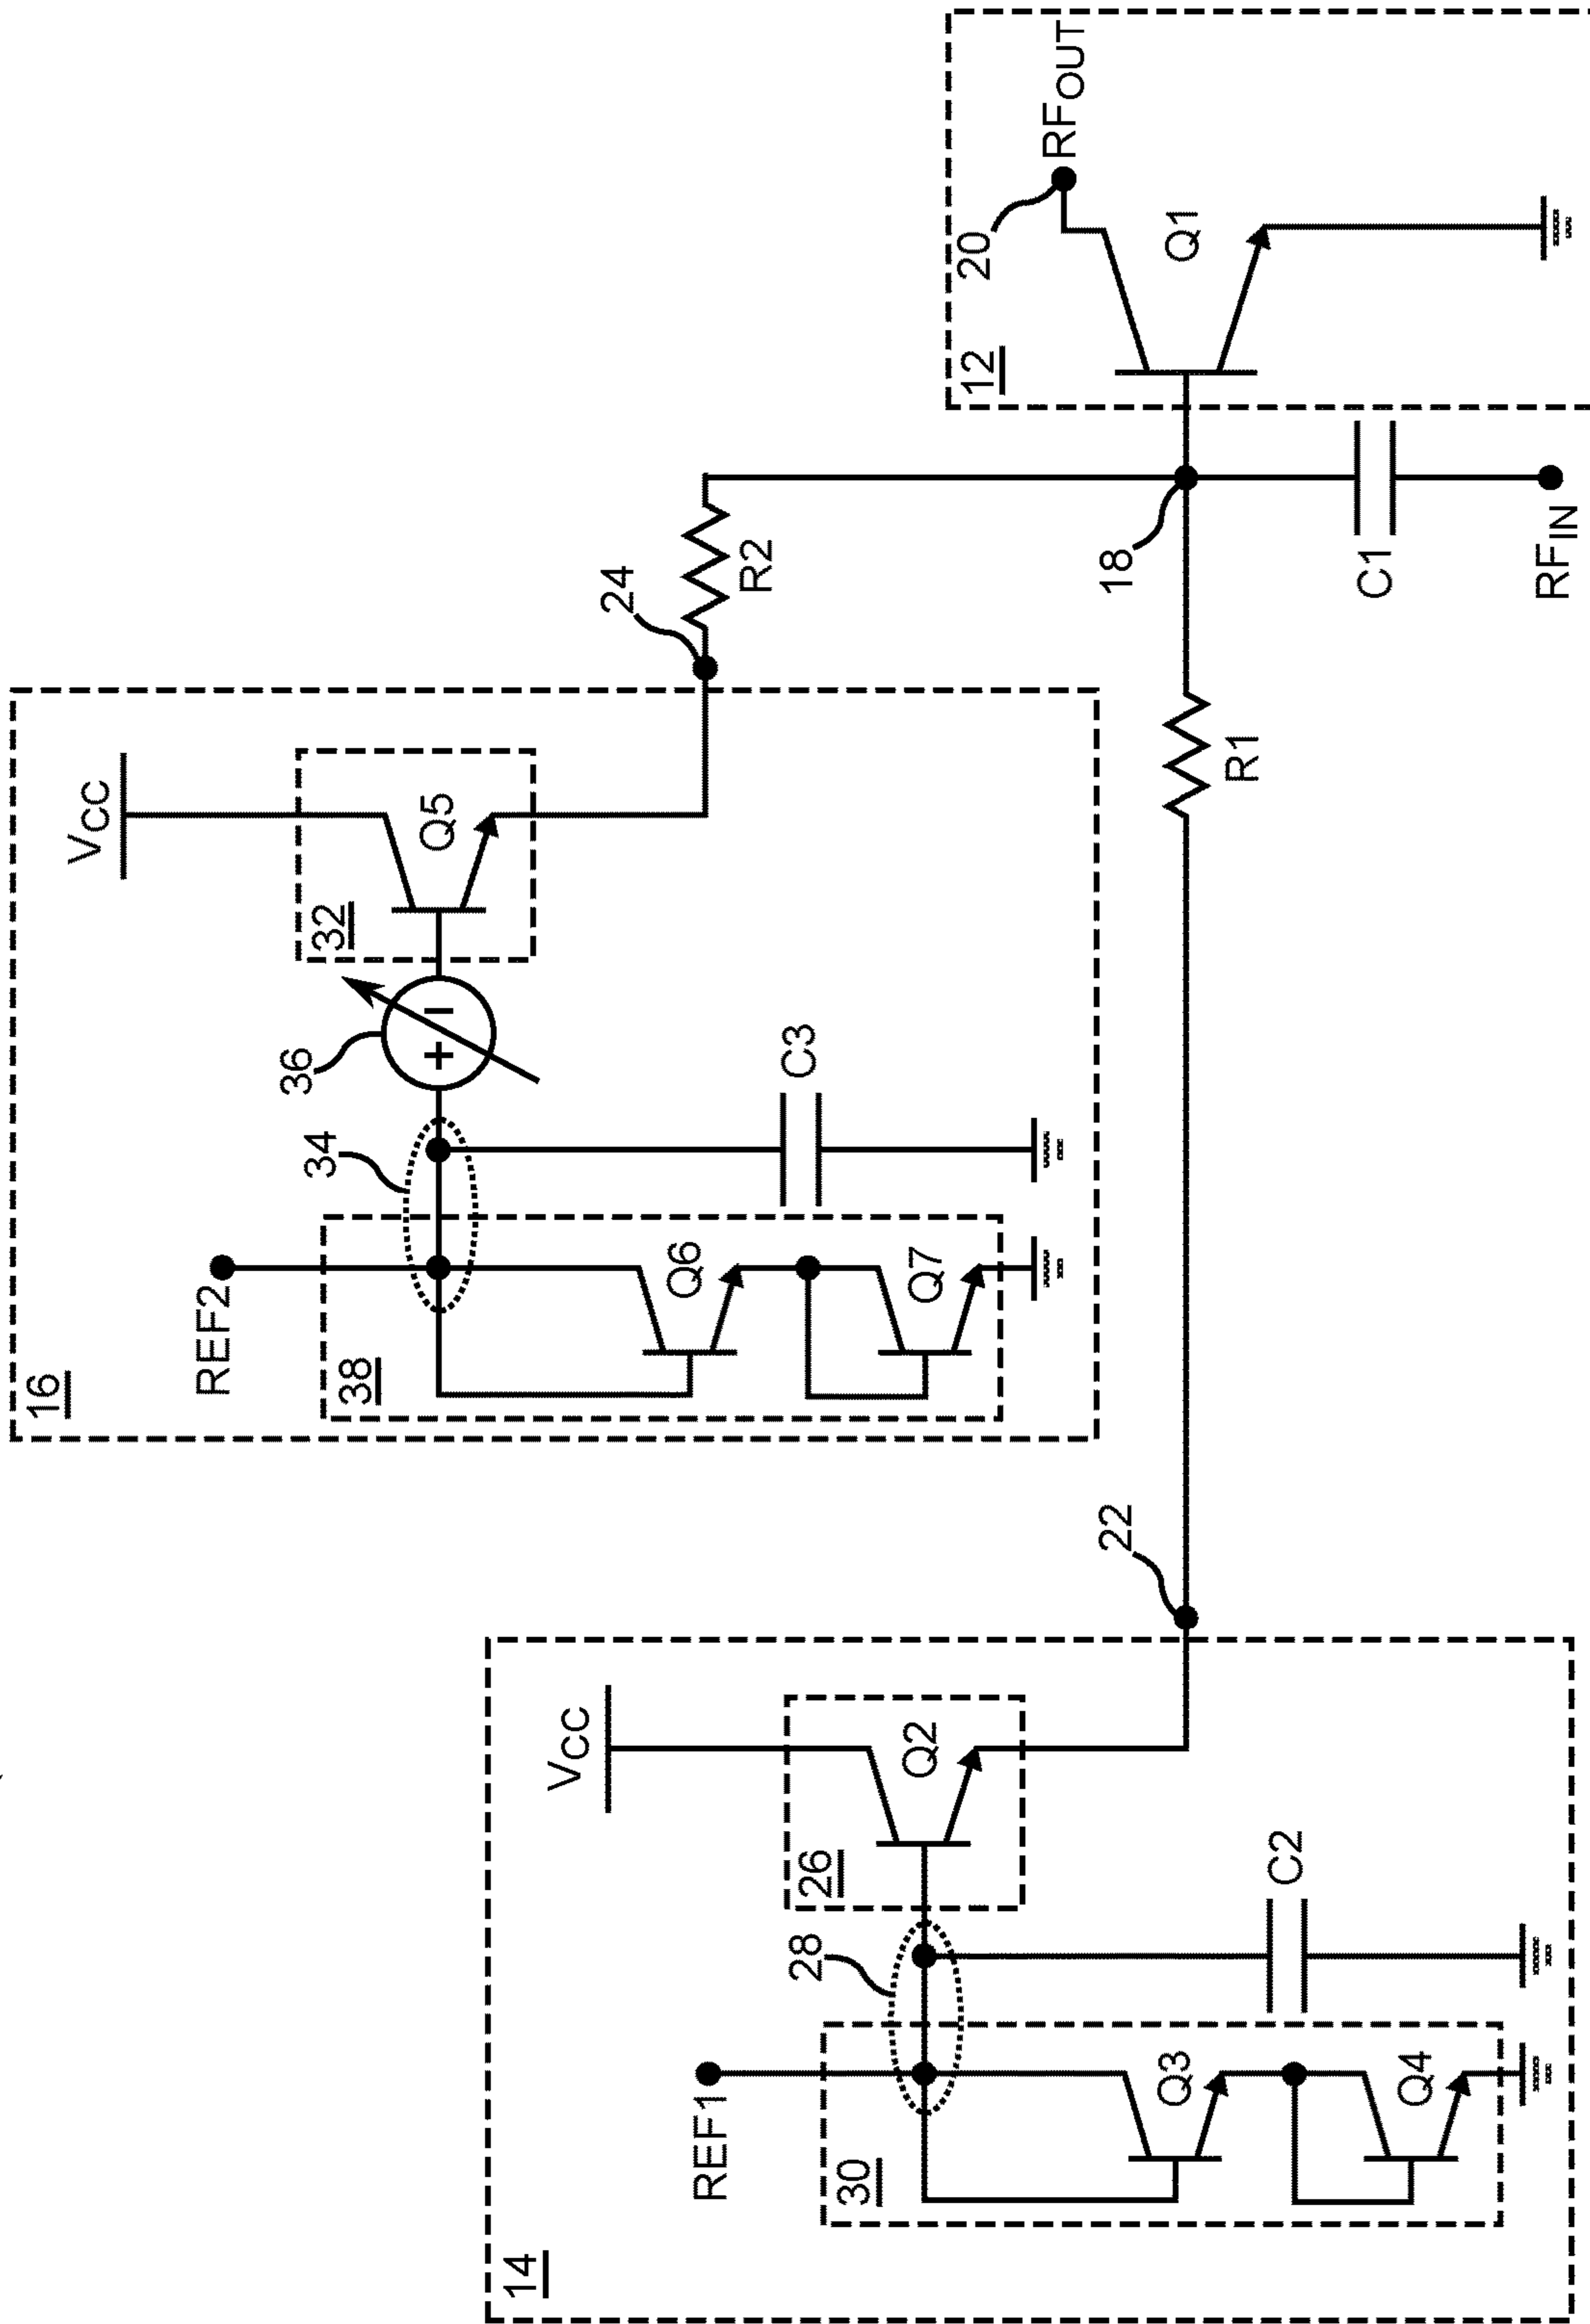 16
REF2
VCC
38
Q6
Q7
34
36
C3
32
Q5
24
R2
14
REF1
VCC
30
Q3
Q4
28
26
Q2
C2
22
R1
18
C1
RFIN
12
20
RFOUT
Q1
+
−